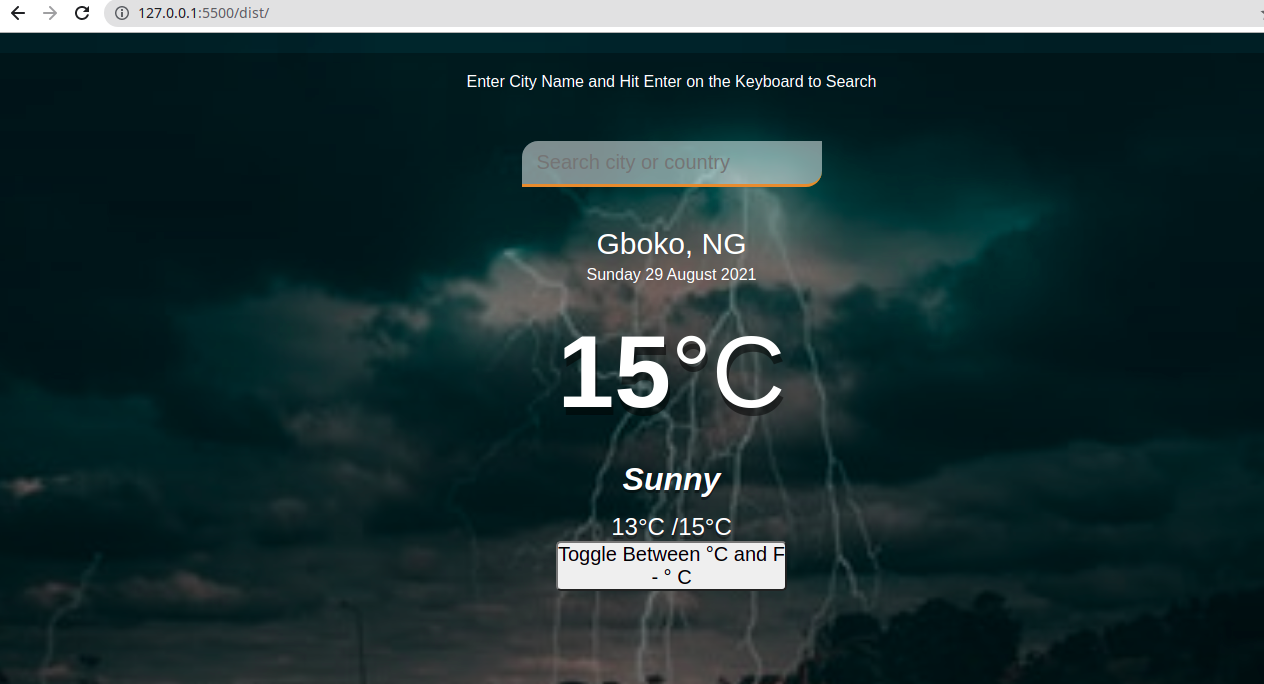 127.0.0.1:5500/dist/
Enter City Name and Hit Enter on the Keyboard to Search
Search city or country
Gboko, NG
Sunday 29 August 2021
15°C
Sunny
13°C /15°C
Toggle Between °C and F
- ° C